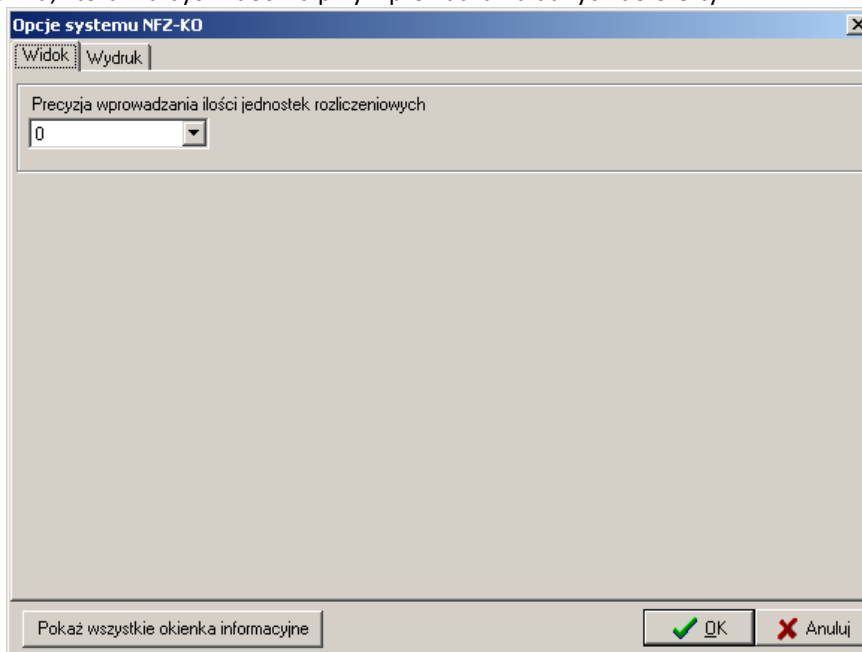 Opcje systemu NFZ-KO
Widok Wydruk
Precyzja wprowadzania ilości jednostek rozliczeniowych
0
Pokaż wszystkie okienka informacyjne OK Anuluj